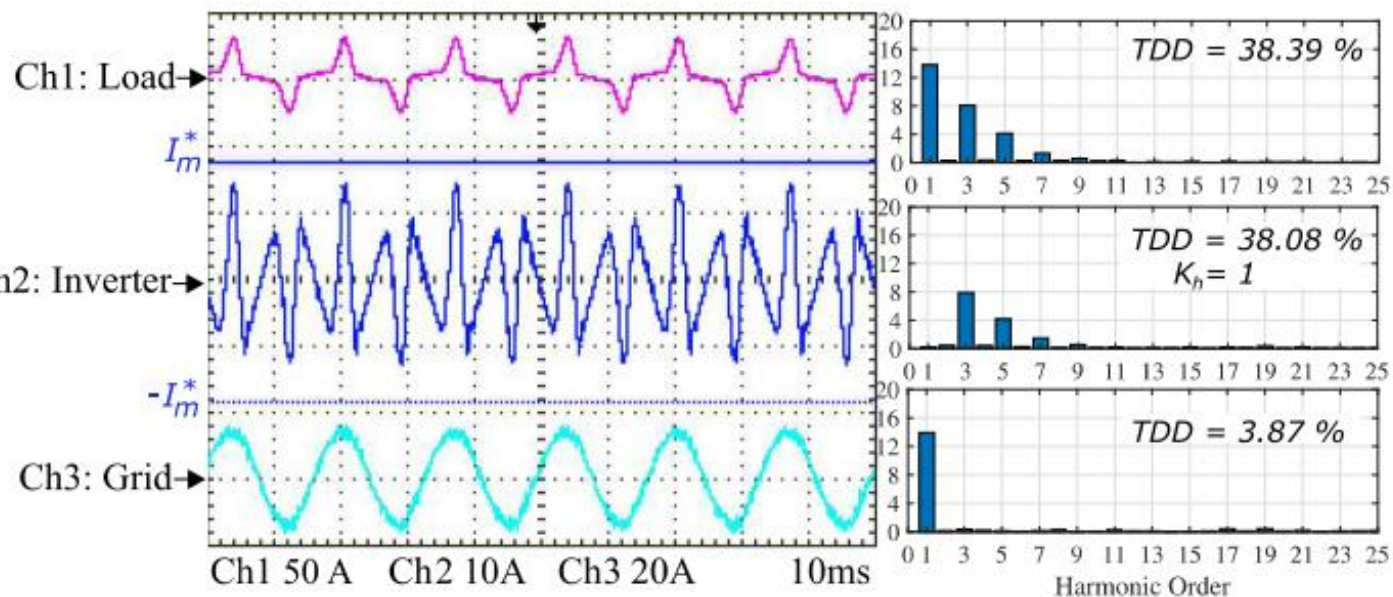 Ch1: Load
I*m
n2: Inverter
-I*m
Ch3: Grid
Ch1 50 A Ch2 10A Ch3 20A 10ms
20
16
12
8
4
0
TDD = 38.39 %
0 1 3 5 7 9 11 13 15 17 19 21 23 25
20
16
12
8
4
0
TDD = 38.08 %
Kh= 1
0 1 3 5 7 9 11 13 15 17 19 21 23 25
20
16
12
8
4
0
TDD = 3.87 %
0 1 3 5 7 9 11 13 15 17 19 21 23 25
Harmonic Order